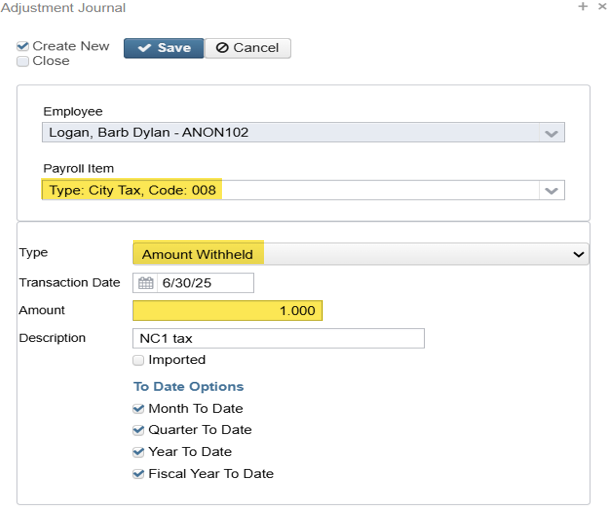 Adjustment Journal
Create New
Close
Save
Cancel
Employee
Logan, Barb Dylan - ANON102
Payroll Item
Type: City Tax, Code: 008
Type
Amount Withheld
Transaction Date
6/30/25
Amount
1.000
Description
NC1 tax
Imported
To Date Options
Month To Date
Quarter To Date
Year To Date
Fiscal Year To Date